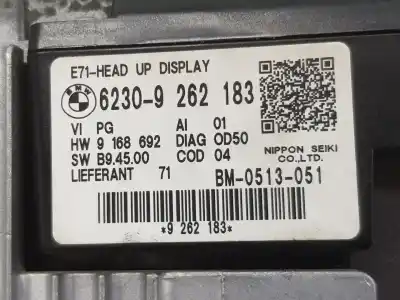 E71-HEAD UP DISPLAY
BMW
6230-9 262 183
VI PG AI 01
HW 9 168 692 DIAG OD50
SW B9.45.00 COD 04
LIEFERANT 71
NIPPON SEIKI
CO.,LTD.
BM-0513-051
*9 262 183*